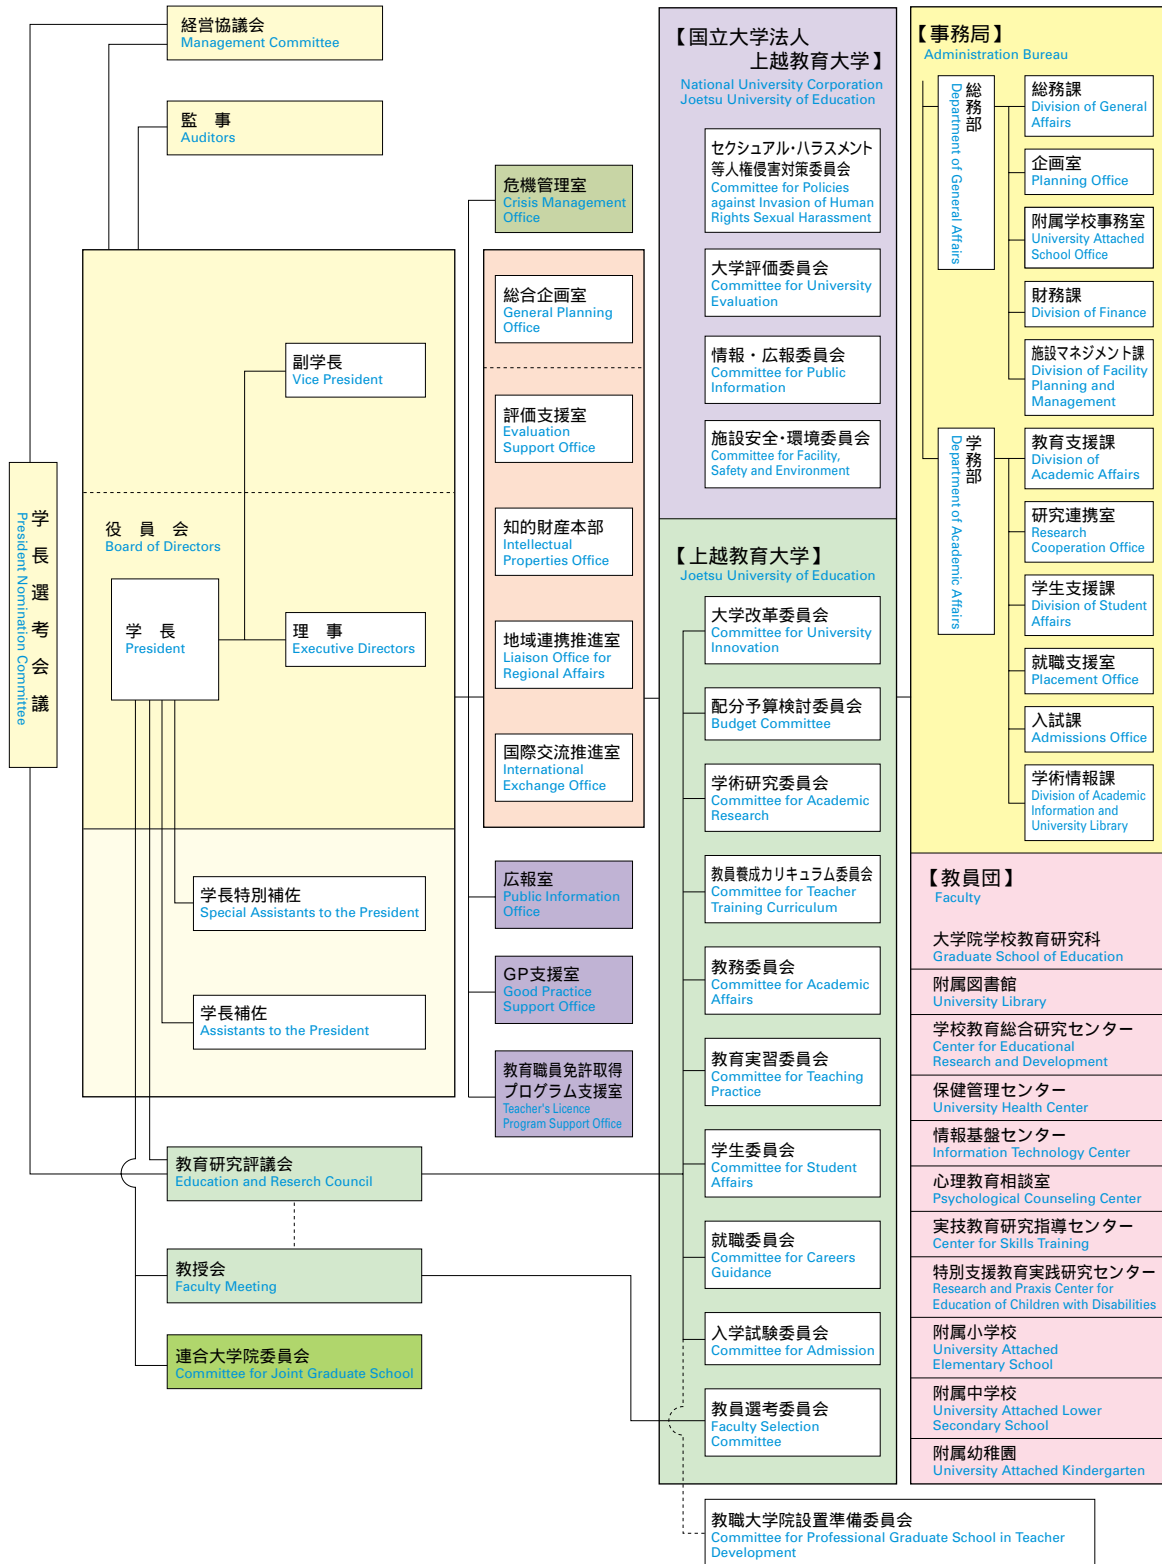 経営協議会
Management Committee
監　事
Auditors
学長選考会議
President Nomination Committee
副学長
Vice President
役　員　会
Board of Directors
学　長
President
理　事
Executive Directors
学長特別補佐
Special Assistants to the President
学長補佐
Assistants to the President
教育研究評議会
Education and Reserch Council
教授会
Faculty Meeting
連合大学院委員会
Committee for Joint Graduate School
危機管理室
Crisis Management
Office
総合企画室
General Planning
Office
評価支援室
Evaluation
Support Office
知的財産本部
Intellectual
Properties Office
地域連携推進室
Liaison Office for
Regional Affairs
国際交流推進室
International
Exchange Office
広報室
Public Information
Office
GP支援室
Good Practice
Support Office
教育職員免許取得
プログラム支援室
Teacher's Licence
Program Support Office
【国立大学法人
上越教育大学】
National University Corporation
Joetsu University of Education
セクシュアル・ハラスメント
等人権侵害対策委員会
Committee for Policies
against Invasion of Human
Rights Sexual Harassment
大学評価委員会
Committee for University
Evaluation
情報・広報委員会
Committee for Public
Information
施設安全・環境委員会
Committee for Facility,
Safety and Environment
【上越教育大学】
Joetsu University of Education
大学改革委員会
Committee for University
Innovation
配分予算検討委員会
Budget Committee
学術研究委員会
Committee for Academic
Research
教員養成カリキュラム委員会
Committee for Teacher
Training Curriculum
教務委員会
Committee for Academic
Affairs
教育実習委員会
Committee for Teaching
Practice
学生委員会
Committee for Student
Affairs
就職委員会
Committee for Careers
Guidance
入学試験委員会
Committee for Admission
教員選考委員会
Faculty Selection
Committee
教職大学院設置準備委員会
Committee for Professional Graduate School in Teacher
Development
【事務局】
Administration Bureau
総務部
Department of General Affairs
総務課
Division of General
Affairs
企画室
Planning Office
附属学校事務室
University Attached
School Office
財務課
Division of Finance
施設マネジメント課
Division of Facility
Planning and
Management
学務部
Department of Academic Affairs
教育支援課
Division of
Academic Affairs
研究連携室
Research
Cooperation Office
学生支援課
Division of Student
Affairs
就職支援室
Placement Office
入試課
Admissions Office
学術情報課
Division of Academic
Information and
University Library
【教員団】
Faculty
大学院学校教育研究科
Graduate School of Education
附属図書館
University Library
学校教育総合研究センター
Center for Educational
Research and Development
保健管理センター
University Health Center
情報基盤センター
Information Technology Center
心理教育相談室
Psychological Counseling Center
実技教育研究指導センター
Center for Skills Training
特別支援教育実践研究センター
Research and Praxis Center for
Education of Children with Disabilities
附属小学校
University Attached
Elementary School
附属中学校
University Attached Lower
Secondary School
附属幼稚園
University Attached Kindergarten